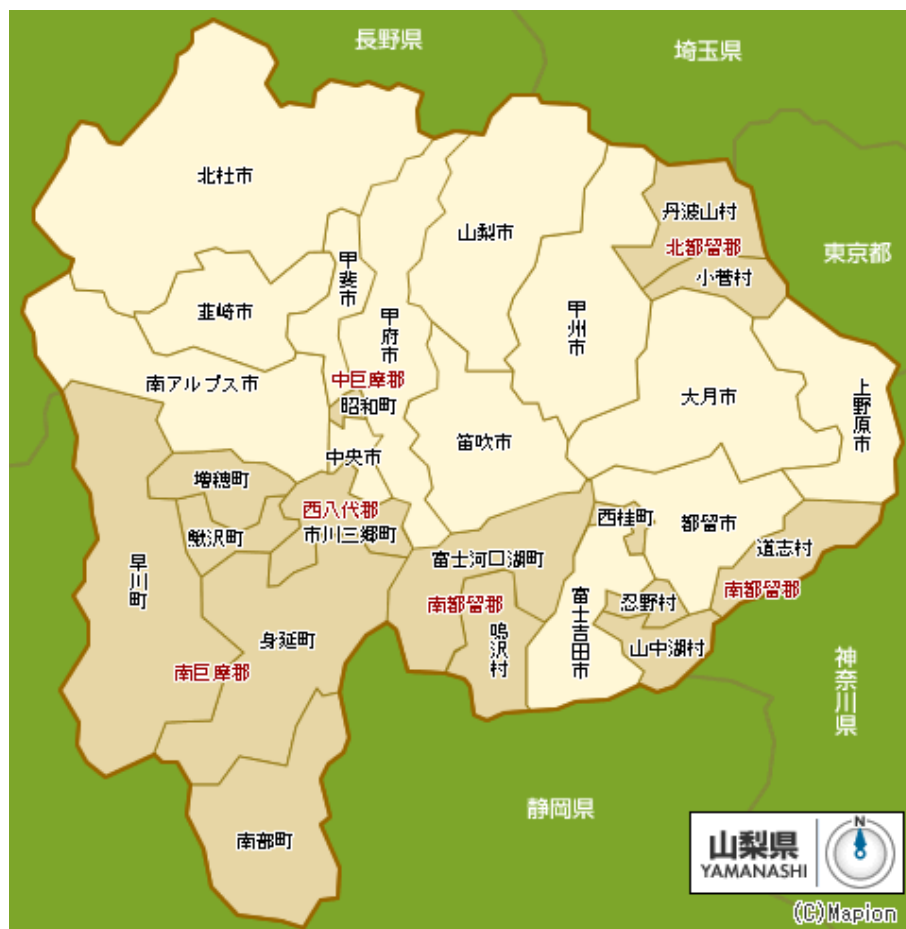 長野県
埼玉県
北杜市
丹波山村
山梨市
北都留郡
東京都
甲斐市
小菅村
韮崎市
甲府市
甲州市
中巨摩郡
南アルプス市
昭和町
大月市
上野原市
笛吹市
中央市
増穂町
西八代郡
西桂町
都留市
市川三郷町
鰍沢町
道志村
富士河口湖町
早川町
南都留郡
南都留郡
忍野村
富士吉田市
鳴沢村
身延町
山中湖村
南巨摩郡
神奈川県
静岡県
南部町
N
山梨県
YAMANASHI
(C)Mapion